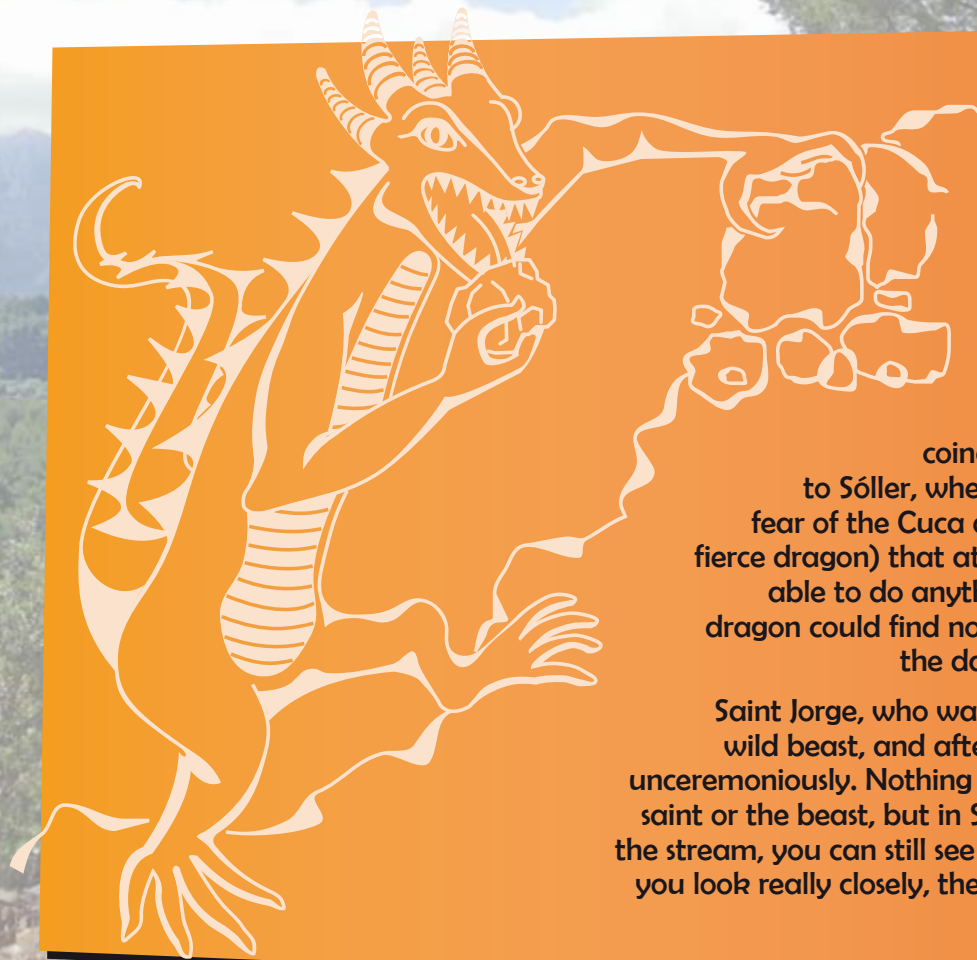 to Sóller, whe
fear of the Cuca
fierce dragon) that at
able to do anyth
dragon could find no
the
Saint Jorge, who wa
wild beast, and afte
unceremoniously. Nothing
saint or the beast, but in S
the stream, you can still see
you look really closely, the